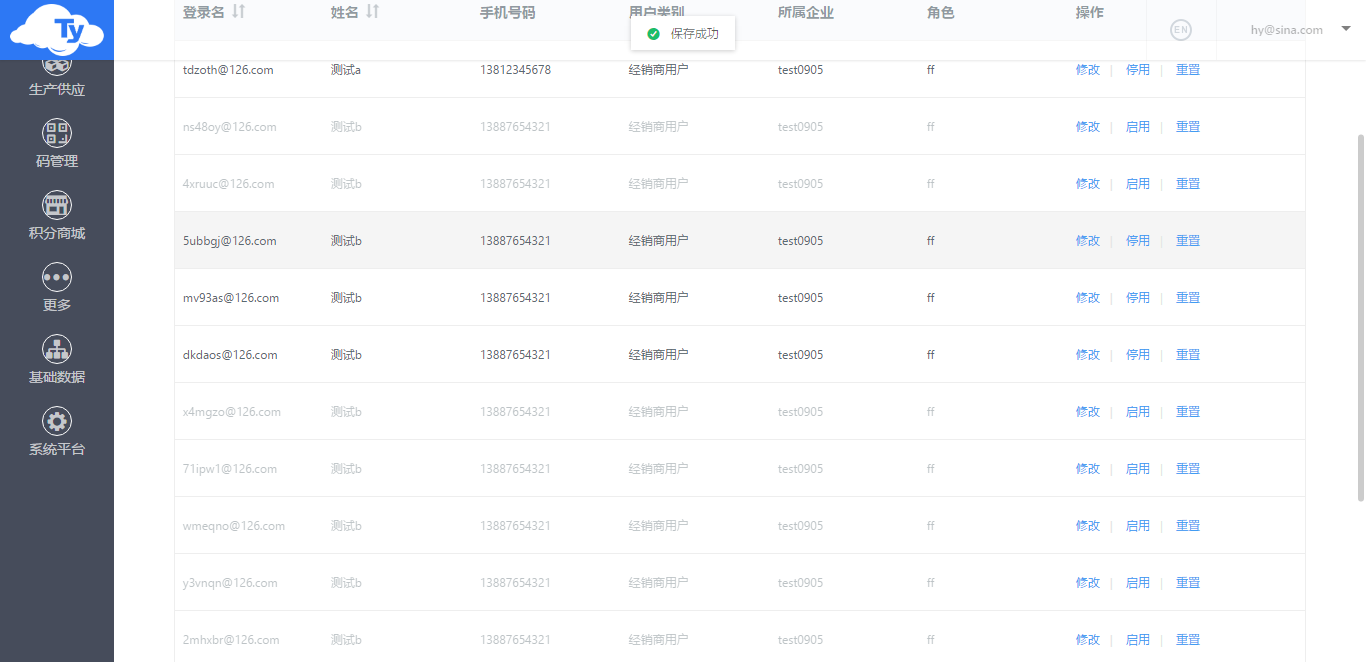 Ty
登录名 姓名 手机号码 用户类别 所属企业 角色 操作
保存成功
EN
hy@sina.com
生产供应
码管理
积分商城
更多
基础数据
系统平台
tdzoth@126.com 测试a 13812345678 经销商用户 test0905 ff 修改 | 停用 | 重置
ns48oy@126.com 测试b 13887654321 经销商用户 test0905 ff 修改 | 启用 | 重置
4xruuc@126.com 测试b 13887654321 经销商用户 test0905 ff 修改 | 启用 | 重置
5ubbgj@126.com 测试b 13887654321 经销商用户 test0905 ff 修改 | 停用 | 重置
mv93as@126.com 测试b 13887654321 经销商用户 test0905 ff 修改 | 停用 | 重置
dkdaos@126.com 测试b 13887654321 经销商用户 test0905 ff 修改 | 停用 | 重置
x4mgzo@126.com 测试b 13887654321 经销商用户 test0905 ff 修改 | 启用 | 重置
71ipw1@126.com 测试b 13887654321 经销商用户 test0905 ff 修改 | 启用 | 重置
wmeqno@126.com 测试b 13887654321 经销商用户 test0905 ff 修改 | 启用 | 重置
y3vnqn@126.com 测试b 13887654321 经销商用户 test0905 ff 修改 | 启用 | 重置
2mhxbr@126.com 测试b 13887654321 经销商用户 test0905 ff 修改 | 启用 | 重置